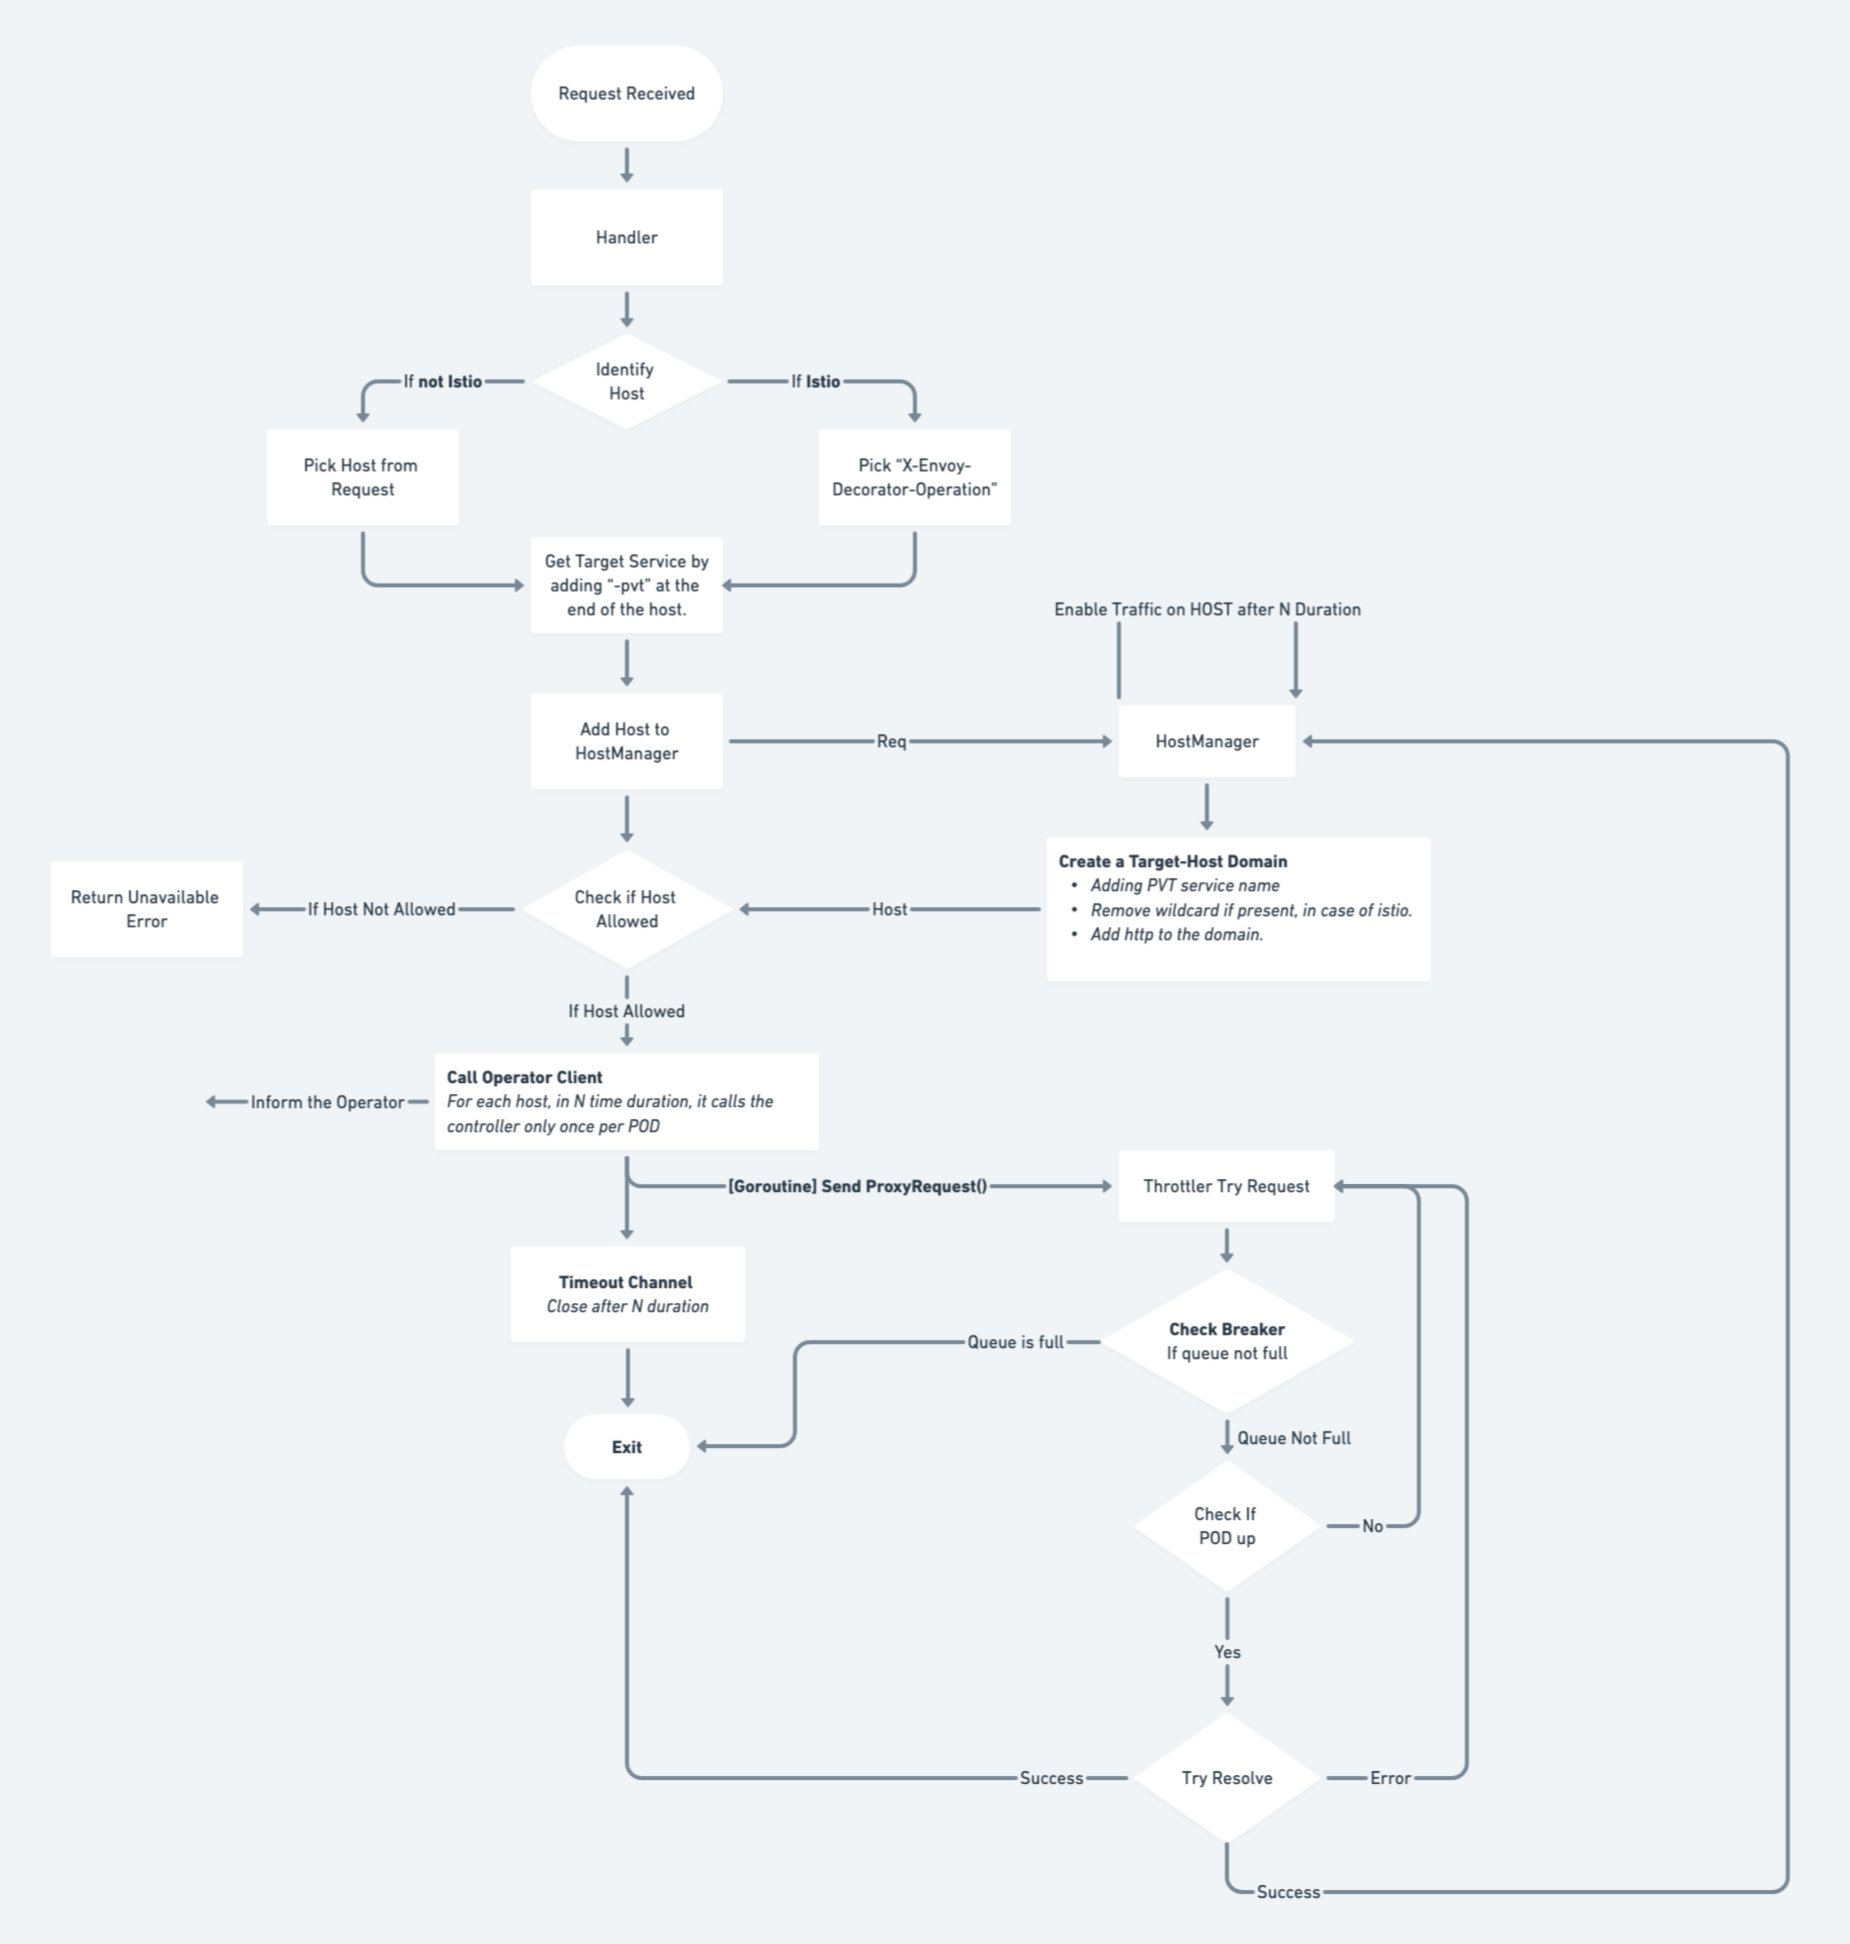 Request Received
Handler
Identify
Host
If not Istio
If Istio
Pick Host from
Request
Pick “X-Envoy-
Decorator-Operation”
Get Target Service by
adding “-pvt” at the
end of the host.
Enable Traffic on HOST after N Duration
Add Host to
HostManager
Req
HostManager
Return Unavailable
Error
If Host Not Allowed
Check if Host
Allowed
Host
Create a Target-Host Domain
• Adding PVT service name
• Remove wildcard if present, in case of istio.
• Add http to the domain.
If Host Allowed
Inform the Operator
Call Operator Client
For each host, in N time duration, it calls the
controller only once per POD
[Goroutine] Send ProxyRequest()
Throttler Try Request
Timeout Channel
Close after N duration
Queue is full
Check Breaker
If queue not full
Exit
Queue Not Full
Check If
POD up
No
Yes
Success
Try Resolve
Error
Success